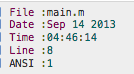 File :main.m
Date :Sep 14 2013
Time :04:46:14
Line :8
ANSI :1